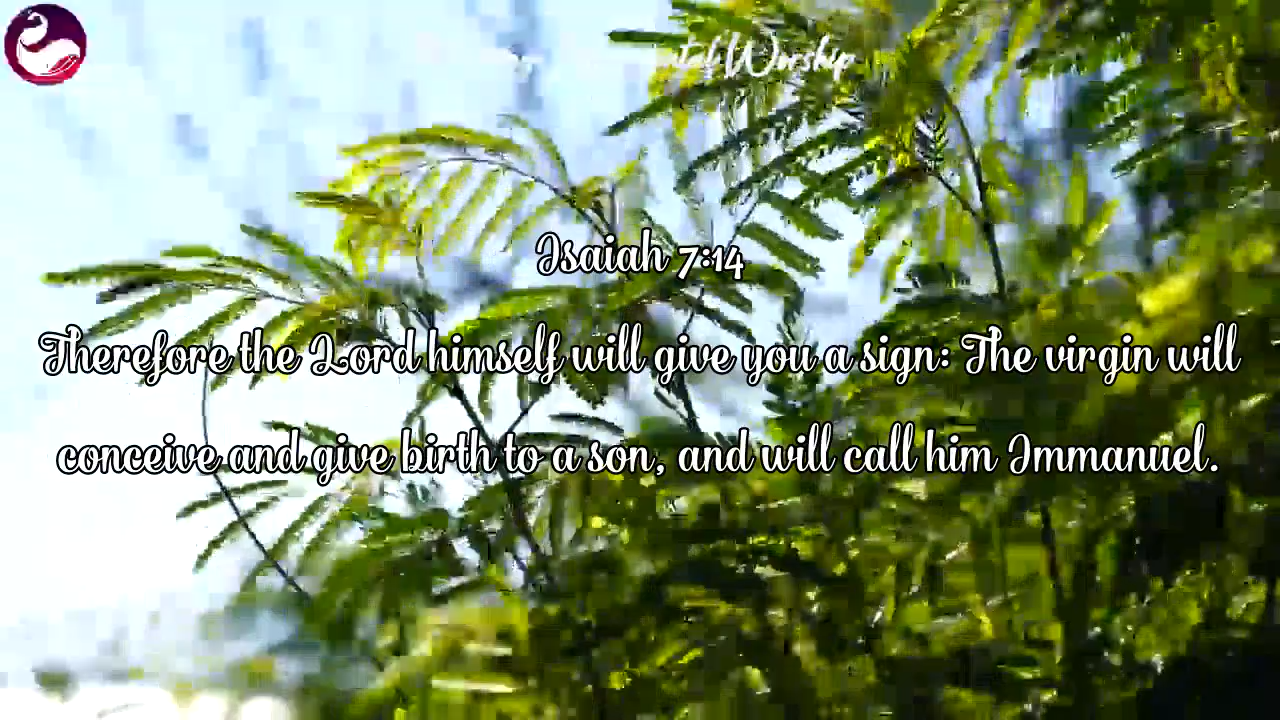 Worship
Isaiah 7:14
Therefore the Lord himself will give you a sign: The virgin will
conceive and give birth to a son, and will call him Immanuel.